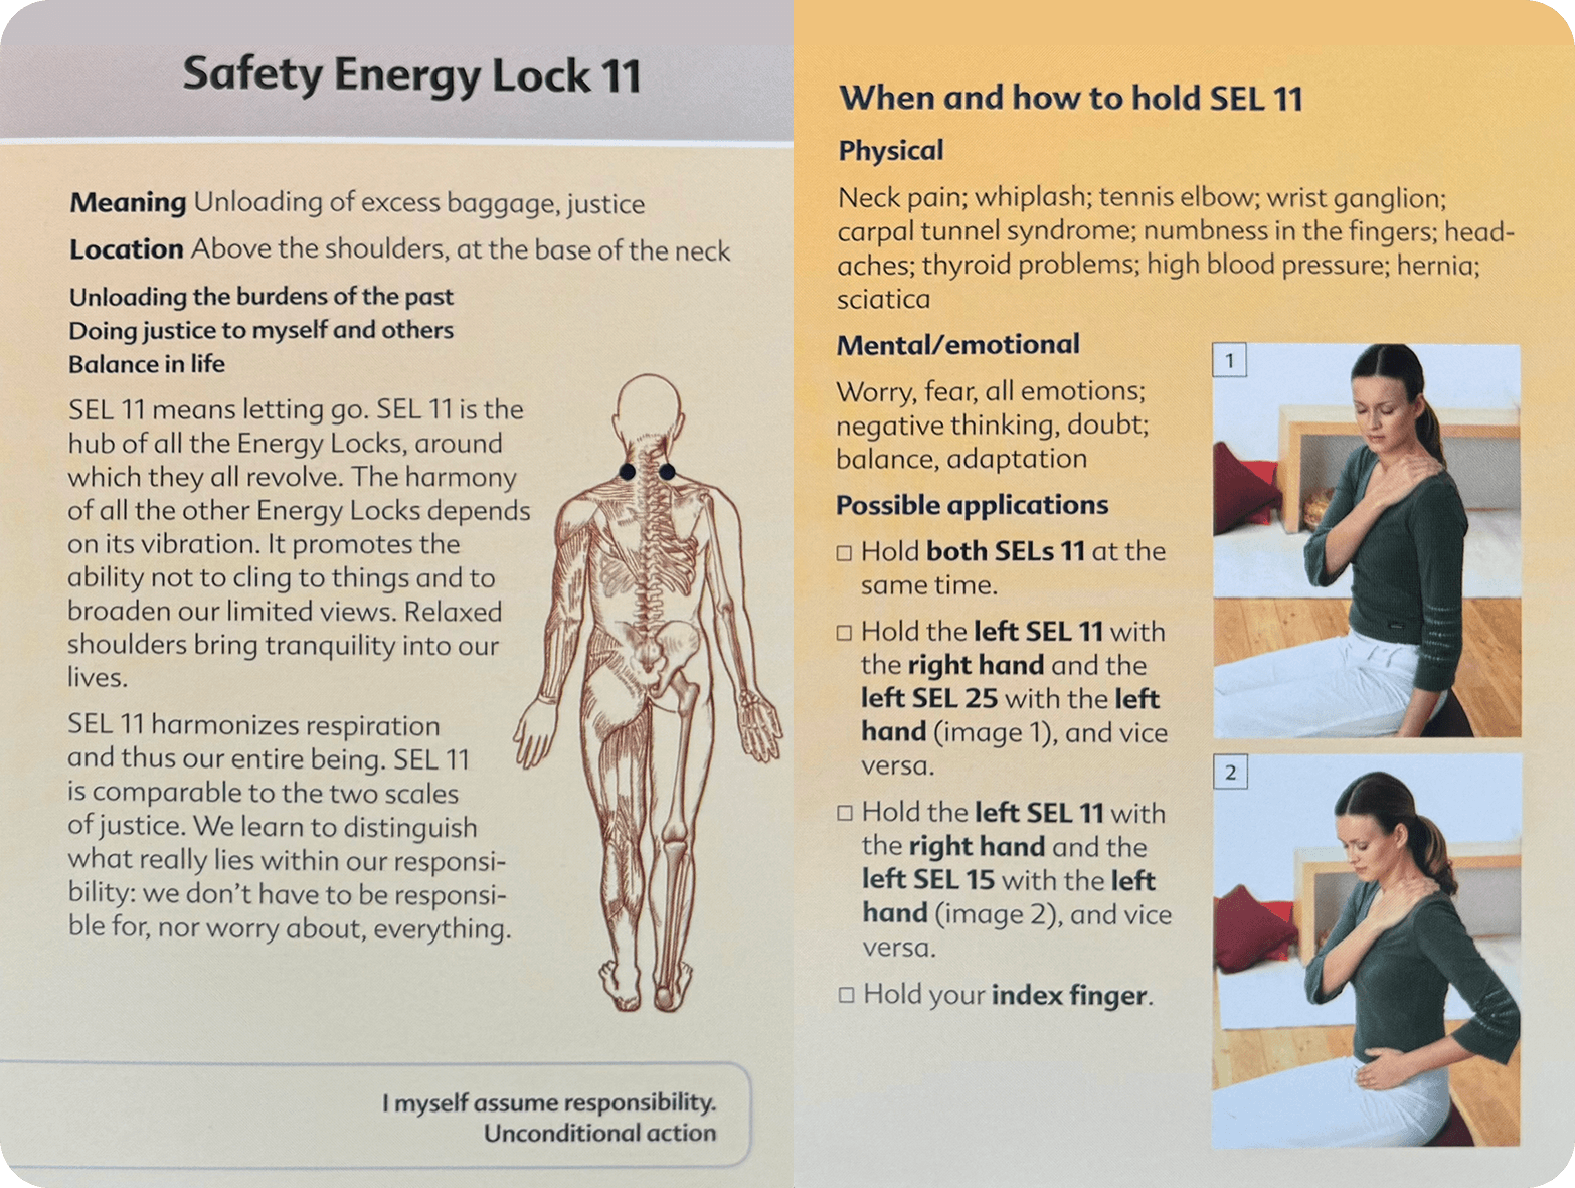 Safety Energy Lock 11
Meaning Unloading of excess baggage, justice
Location Above the shoulders, at the base of the neck
Unloading the burdens of the past
Doing justice to myself and others
Balance in life
SEL 11 means letting go. SEL 11 is the
hub of all the Energy Locks, around
which they all revolve. The harmony
of all the other Energy Locks depends
on its vibration. It promotes the
ability not to cling to things and to
broaden our limited views. Relaxed
shoulders bring tranquility into our
lives.
SEL 11 harmonizes respiration
and thus our entire being. SEL 11
is comparable to the two scales
of justice. We learn to distinguish
what really lies within our responsi-
bility: we don't have to be responsi-
ble for, nor worry about, everything.
I myself assume responsibility.
Unconditional action
When and how to hold SEL 11
Physical
Neck pain; whiplash; tennis elbow; wrist ganglion;
carpal tunnel syndrome; numbness in the fingers; head-
aches; thyroid problems; high blood pressure; hernia;
sciatica
Mental/emotional
Worry, fear, all emotions;
negative thinking, doubt;
balance, adaptation
Possible applications
□ Hold both SELs 11 at the
same time.
□ Hold the left SEL 11 with
the right hand and the
left SEL 25 with the left
hand (image 1), and vice
versa.
□ Hold the left SEL 11 with
the right hand and the
left SEL 15 with the left
hand (image 2), and vice
versa.
□ Hold your index finger.
1
2